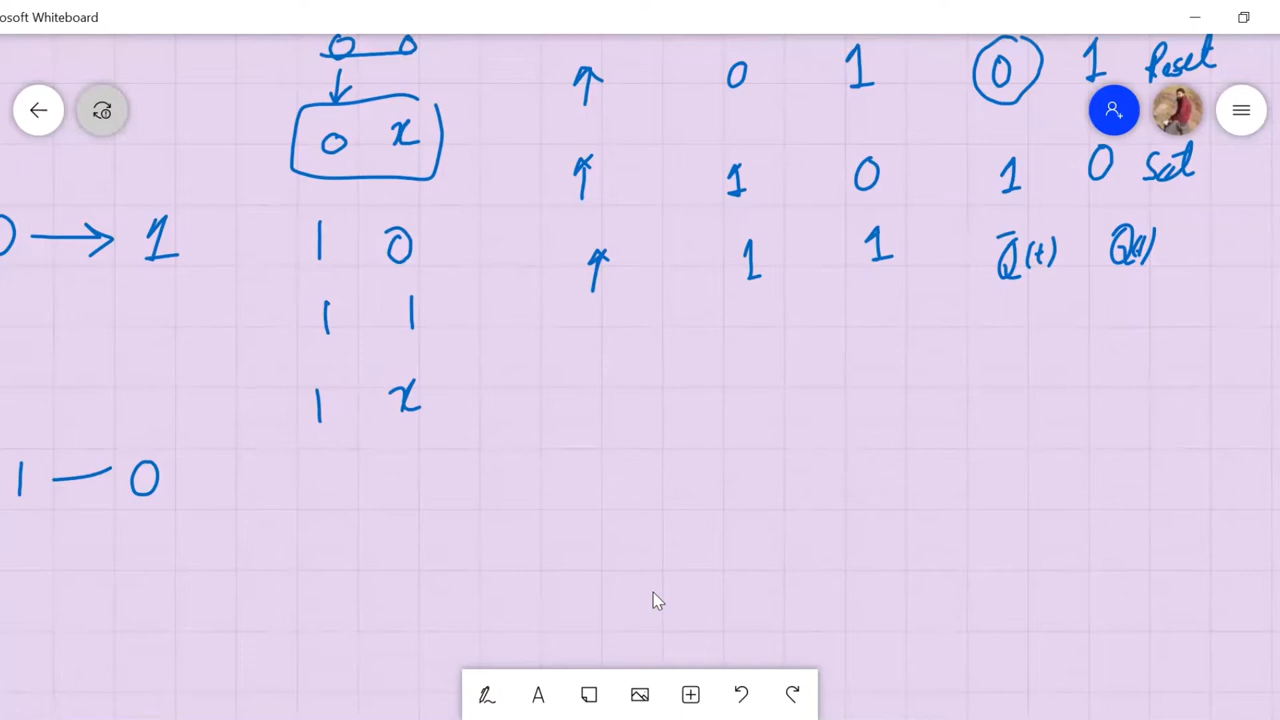 osoft Whiteboard
0 0
↑ 0 1 0 1 Reset
↓
0 x
↑ 1 0 1 0 Set
0 → 1
1 0
↑ 1 1 Q̄(t) Q(t)
1 1
1 x
1 — 0
A